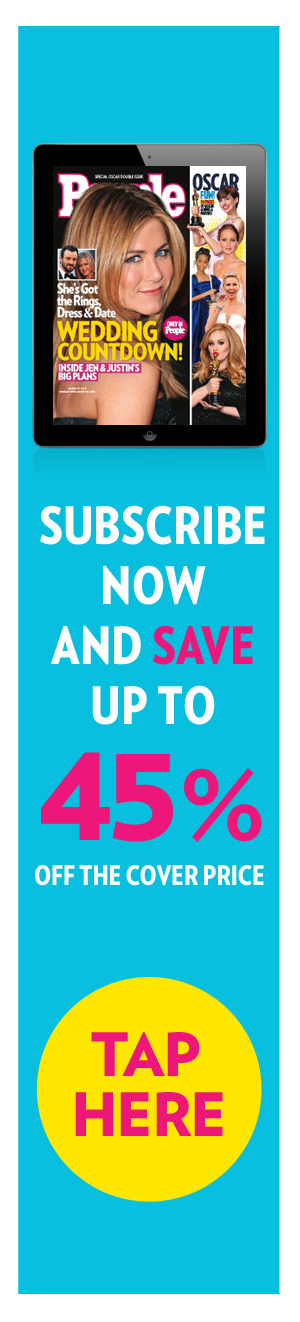 SPECIAL OSCAR DOUBLE ISSUE
People
OSCAR
FUN!
She's Got
the Rings,
Dress & Date
WEDDING
COUNTDOWN!
ONLY IN
People
INSIDE JEN & JUSTIN'S
BIG PLANS
SUBSCRIBE
NOW
AND SAVE
UP TO
45%
OFF THE COVER PRICE
TAP
HERE